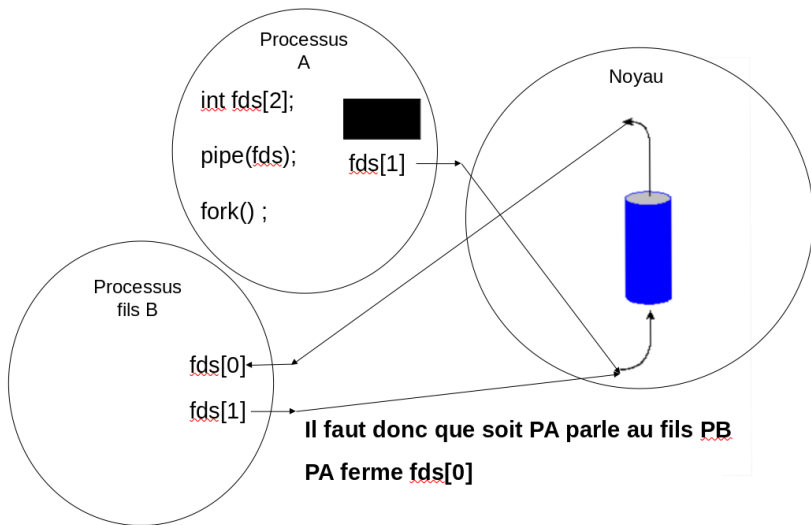 Processus
A
int fds[2];
pipe(fds);
fds[1]
fork() ;
Noyau
Processus
fils B
fds[0]
fds[1]
Il faut donc que soit PA parle au fils PB
PA ferme fds[0]